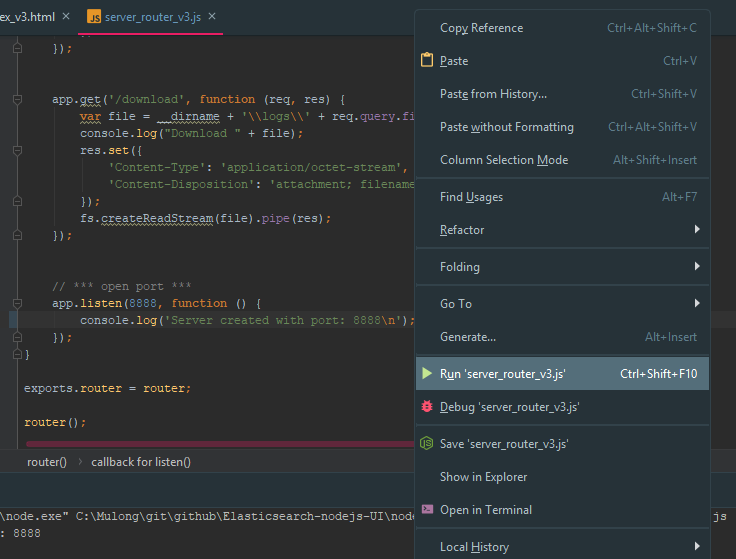 ex_v3.html × JS server_router_v3.js ×
});
app.get('/download', function (req, res) {
var file = __dirname + '\\logs\\' + req.query.fi
console.log("Download " + file);
res.set({
'Content-Type': 'application/octet-stream',
'Content-Disposition': 'attachment; filename
});
fs.createReadStream(file).pipe(res);
});
// *** open port ***
app.listen(8888, function () {
console.log('Server created with port: 8888\n');
});
}
exports.router = router;
router();
router() › callback for listen()
\node.exe" C:\Mulong\git\github\Elasticsearch-nodejs-UI\node
js
: 8888
Copy Reference Ctrl+Alt+Shift+C
Paste Ctrl+V
Paste from History... Ctrl+Shift+V
Paste without Formatting Ctrl+Alt+Shift+V
Column Selection Mode Alt+Shift+Insert
Find Usages Alt+F7
Refactor
Folding
Go To
Generate... Alt+Insert
Run 'server_router_v3.js' Ctrl+Shift+F10
Debug 'server_router_v3.js'
Save 'server_router_v3.js'
Show in Explorer
Open in Terminal
Local History